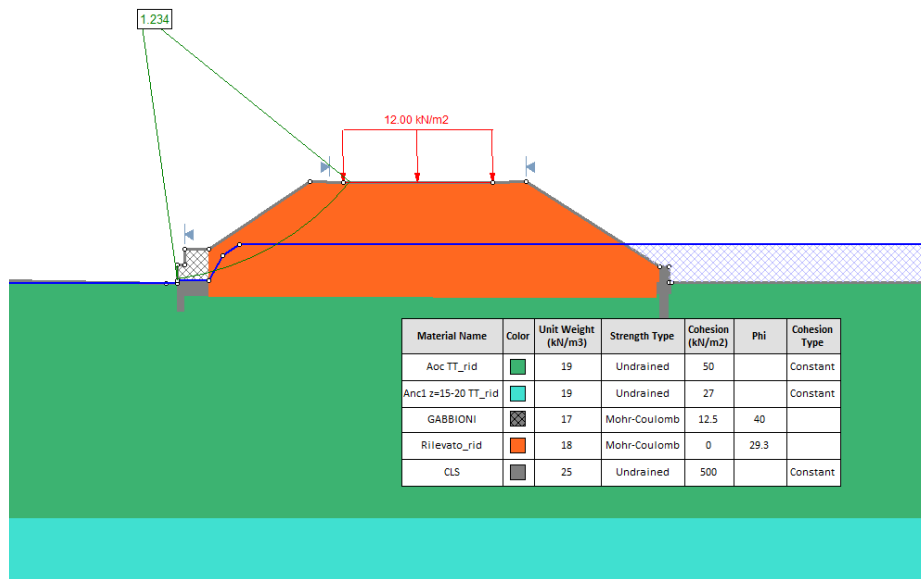 1.234
12.00 kN/m2
Material Name Color Unit Weight (kN/m3) Strength Type Cohesion (kN/m2) Phi Cohesion Type
Aoc TT_rid 19 Undrained 50 Constant
Anc1 z=15-20 TT_rid 19 Undrained 27 Constant
GABBIONI 17 Mohr-Coulomb 12.5 40
Rilevato_rid 18 Mohr-Coulomb 0 29.3
CLS 25 Undrained 500 Constant